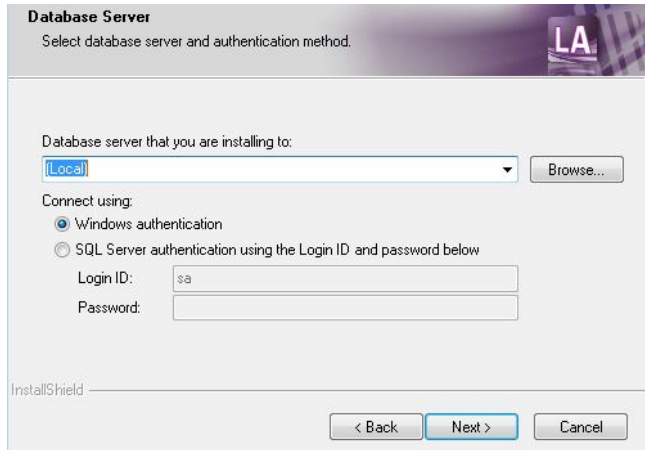 Database Server
Select database server and authentication method.
LA
Database server that you are installing to:
(Local)
Browse...
Connect using:
Windows authentication
SQL Server authentication using the Login ID and password below
Login ID: sa
Password:
InstallShield
< Back Next > Cancel